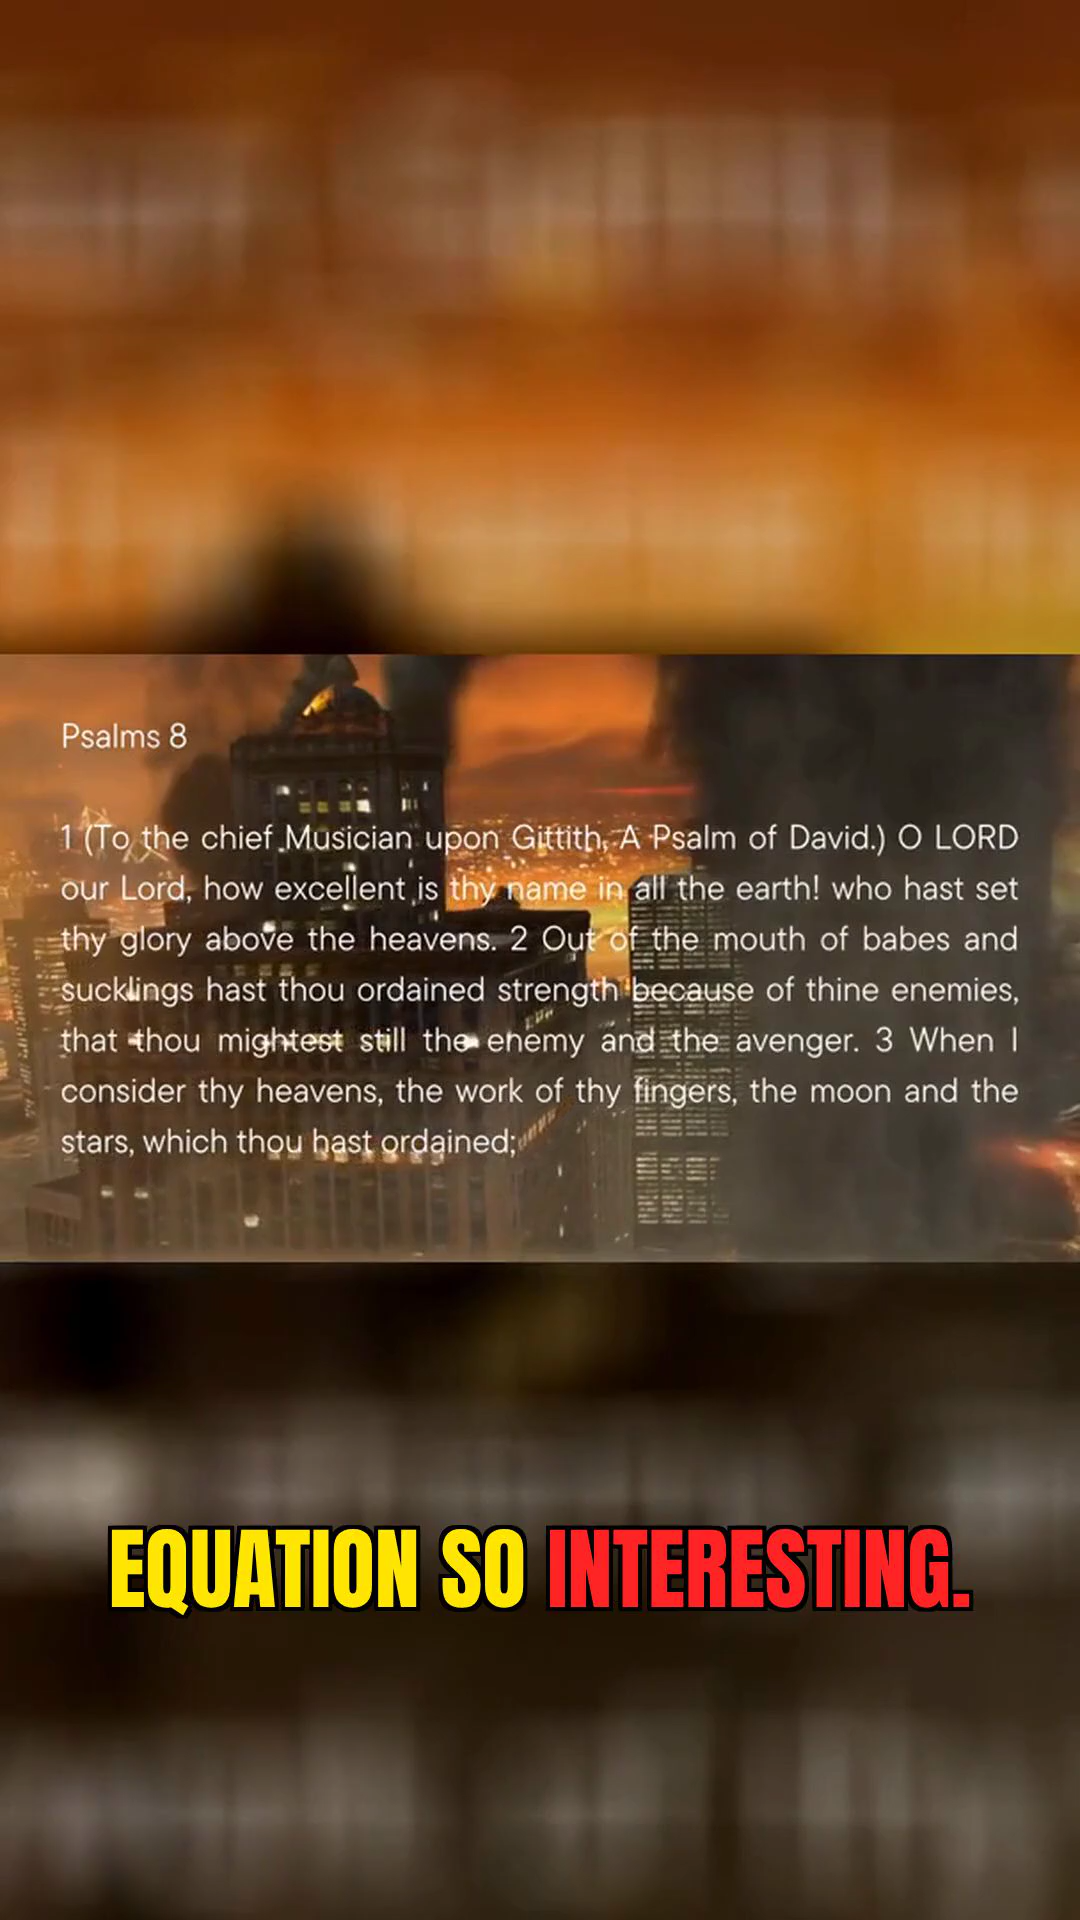 Psalms 8
1 (To the chief Musician upon Gittith, A Psalm of David.) O LORD
our Lord, how excellent is thy name in all the earth! who hast set
thy glory above the heavens. 2 Out of the mouth of babes and
sucklings hast thou ordained strength because of thine enemies,
that thou mightest still the enemy and the avenger. 3 When I
consider thy heavens, the work of thy fingers, the moon and the
stars, which thou hast ordained;
EQUATION SO INTERESTING.